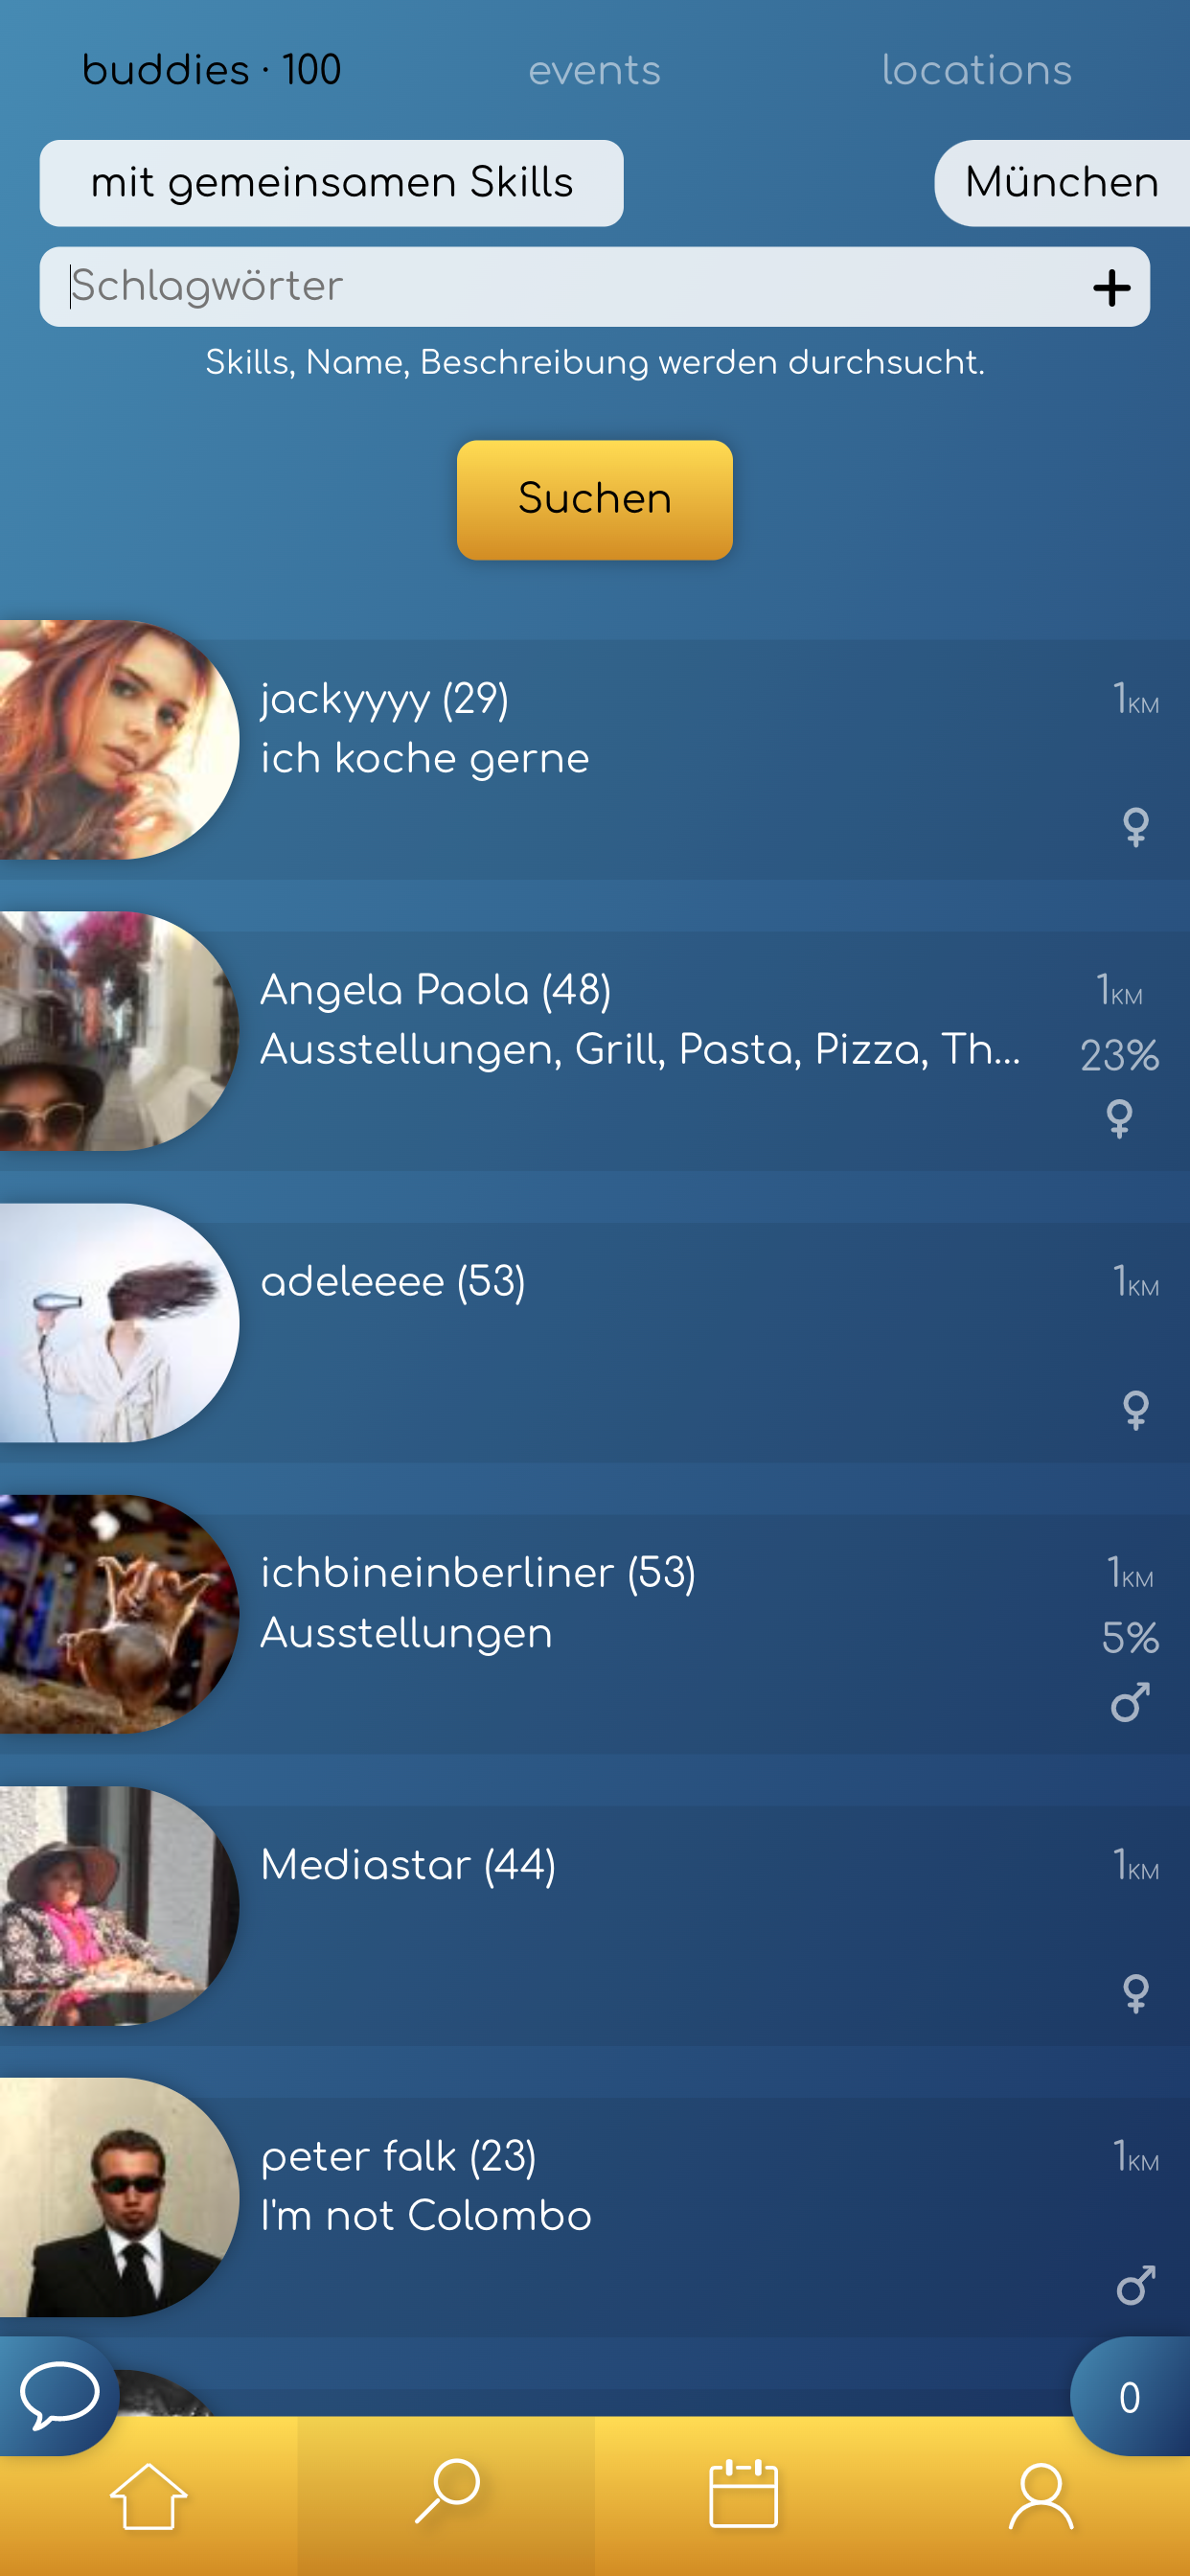 buddies · 100
events
locations
mit gemeinsamen Skills
München
Schlagwörter
Skills, Name, Beschreibung werden durchsucht.
Suchen
jackyyyy (29)
1KM
ich koche gerne
Angela Paola (48)
1KM
Ausstellungen, Grill, Pasta, Pizza, Th...
23%
adeleeee (53)
1KM
ichbineinberliner (53)
1KM
Ausstellungen
5%
Mediastar (44)
1KM
peter falk (23)
1KM
I'm not Colombo
0